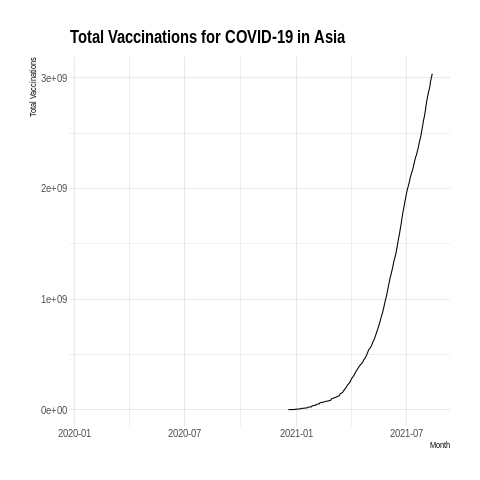 Total Vaccinations for COVID-19 in Asia
Total Vaccinations
3e+09
2e+09
1e+09
0e+00
2020-01 2020-07 2021-01 2021-07
Month